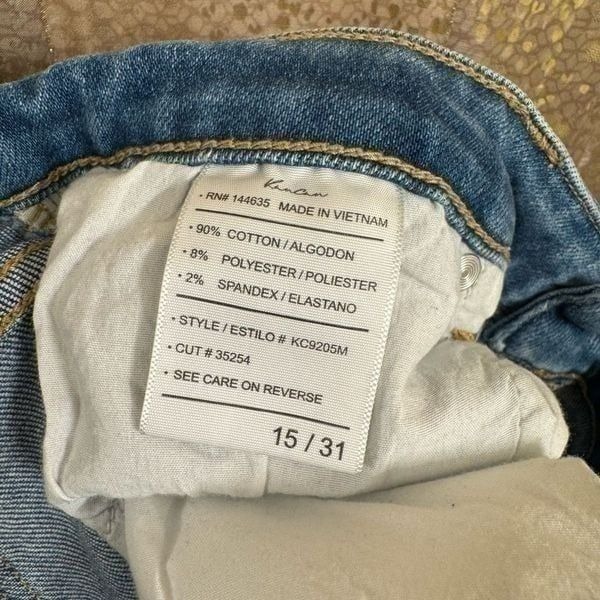 KanCan
• RN# 144635 MADE IN VIETNAM
• 90% COTTON / ALGODON
• 8% POLYESTER / POLIESTER
• 2% SPANDEX / ELASTANO
• STYLE / ESTILO # KC9205M
• CUT # 35254
• SEE CARE ON REVERSE
15 / 31